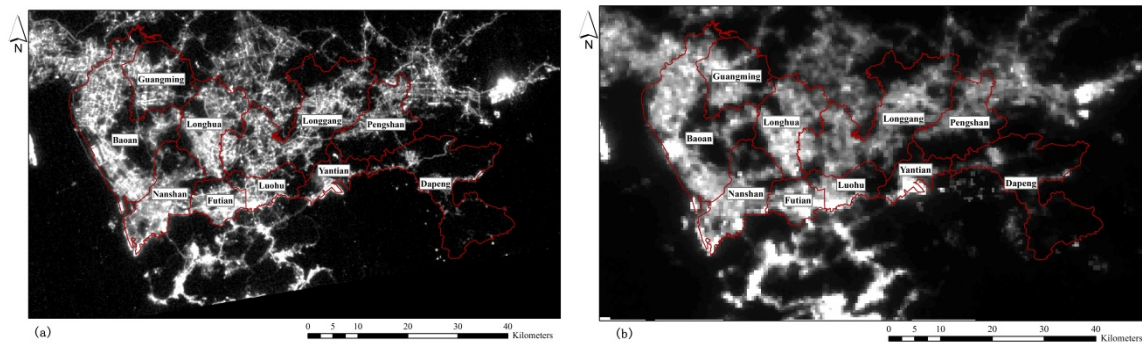 N
Guangming
Baoan
Longhua
Longgang
Pengshan
Nanshan
Futian
Luohu
Yantian
Dapeng
(a)
0 5 10 20 30 40
Kilometers
N
Guangming
Baoan
Longhua
Longgang
Pengshan
Nanshan
Futian
Luohu
Yantian
Dapeng
(b)
0 5 10 20 30 40
Kilometers